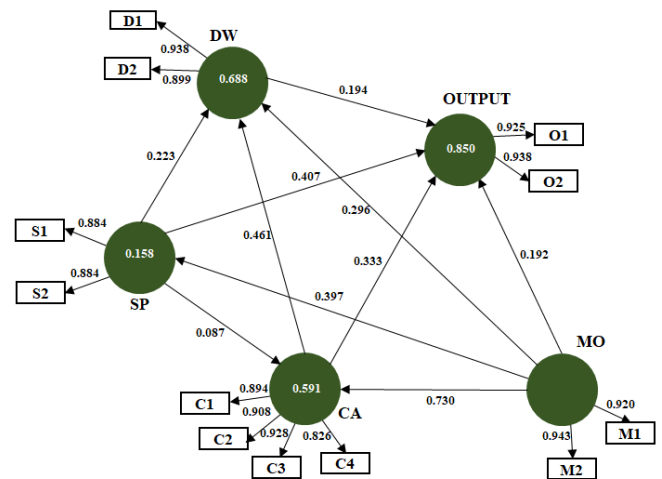 D1
DW
0.938
D2
0.899
0.688
0.194
OUTPUT
0.925
O1
0.850
0.938
O2
0.223
0.407
0.296
S1
0.884
0.461
0.333
0.192
0.158
S2
0.884
SP
0.397
0.087
MO
0.894
0.591
0.730
C1
0.908
CA
0.920
C2
0.928
0.826
0.943
M1
C3
C4
M2